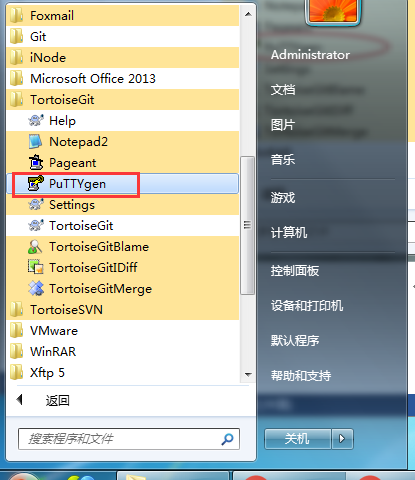 Foxmail
Git
iNode
Microsoft Office 2013
TortoiseGit
Help
Notepad2
Pageant
PuTTYgen
Settings
TortoiseGit
TortoiseGitBlame
TortoiseGitIDiff
TortoiseGitMerge
TortoiseSVN
VMware
WinRAR
Xftp 5
返回
搜索程序和文件
Administrator
文档
图片
音乐
游戏
计算机
控制面板
设备和打印机
默认程序
帮助和支持
关机